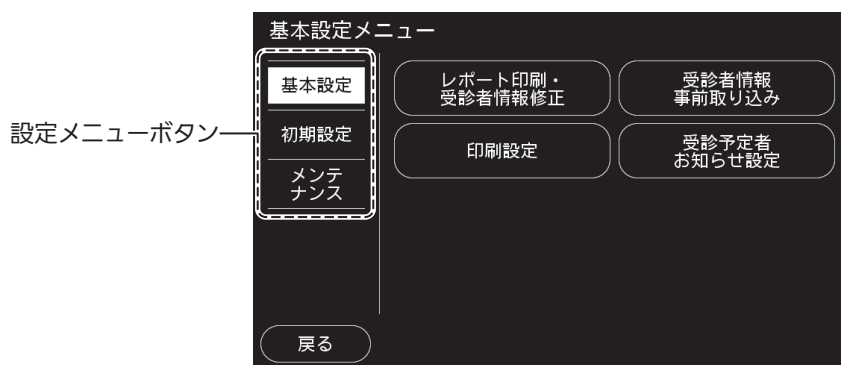 基本設定メニュー
設定メニューボタン
基本設定
初期設定
メンテ
ナンス
レポート印刷・
受診者情報修正
受診者情報
事前取り込み
印刷設定
受診予定者
お知らせ設定
戻る